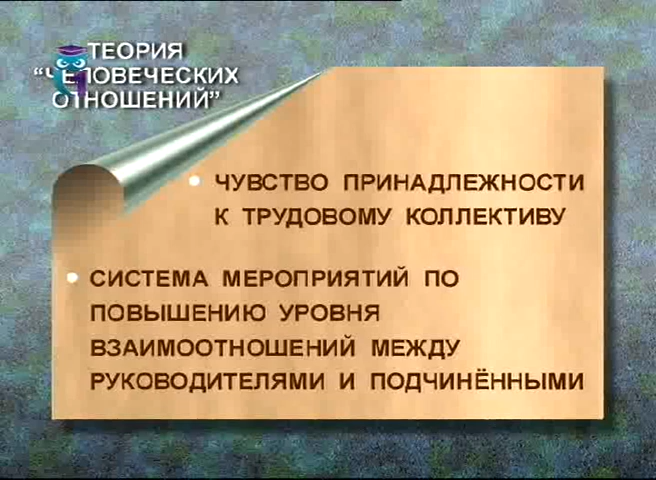 ТЕОРИЯ
“ЧЕЛОВЕЧЕСКИХ
ОТНОШЕНИЙ”
• ЧУВСТВО ПРИНАДЛЕЖНОСТИ
К ТРУДОВОМУ КОЛЛЕКТИВУ
• СИСТЕМА МЕРОПРИЯТИЙ ПО
ПОВЫШЕНИЮ УРОВНЯ
ВЗАИМООТНОШЕНИЙ МЕЖДУ
РУКОВОДИТЕЛЯМИ И ПОДЧИНЁННЫМИ